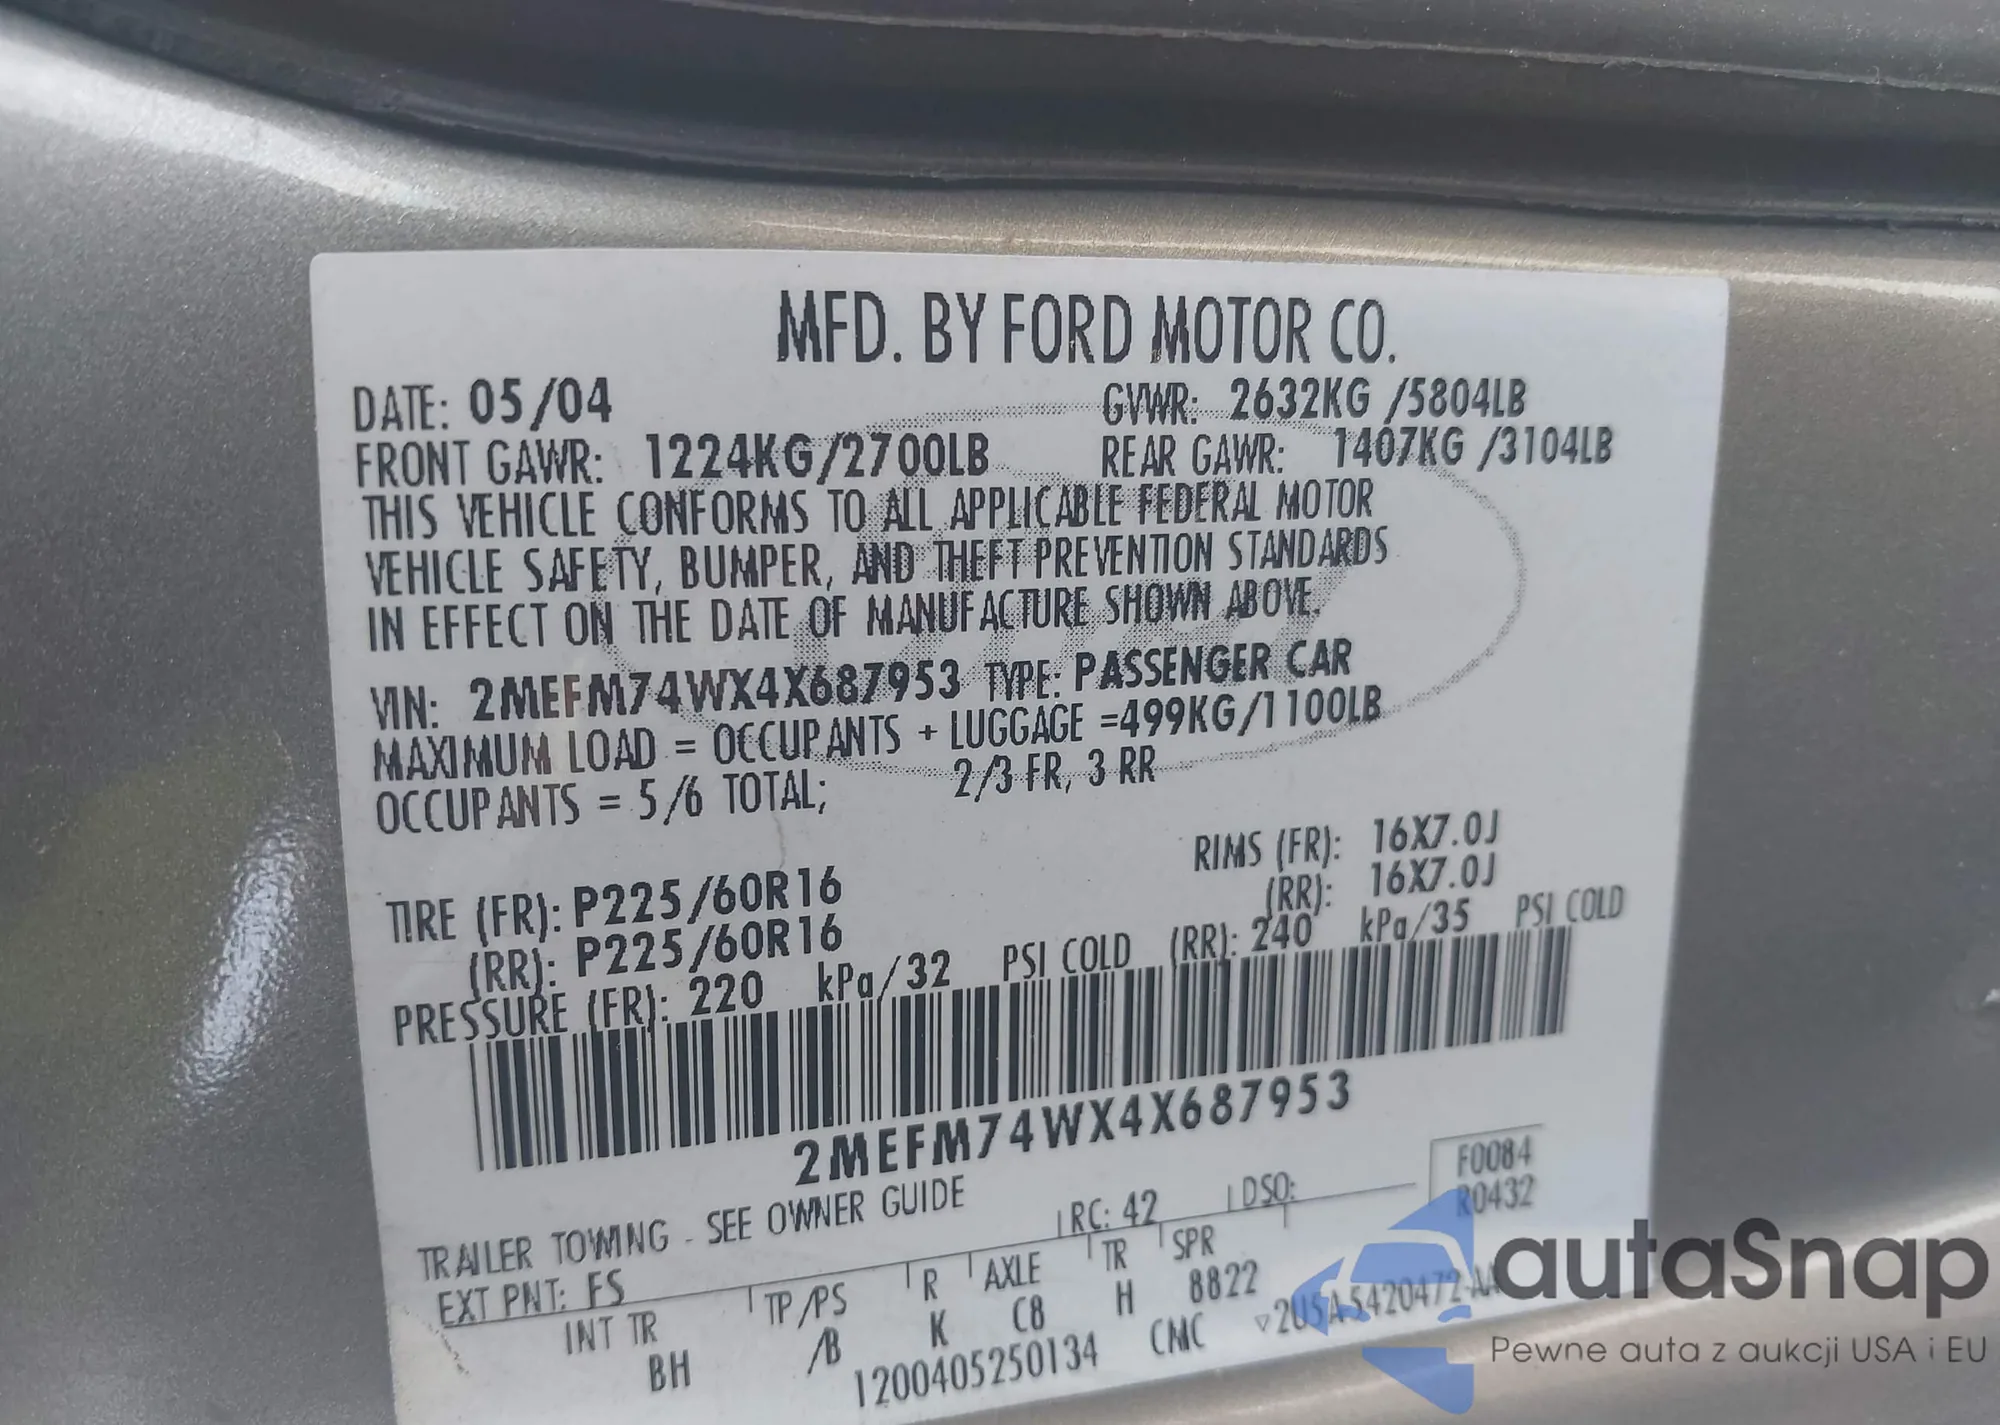 MFD. BY FORD MOTOR CO.
DATE: 05/04 GVWR: 2632KG /5804LB
FRONT GAWR: 1224KG/2700LB REAR GAWR: 1407KG /3104LB
THIS VEHICLE CONFORMS TO ALL APPLICABLE FEDERAL MOTOR
VEHICLE SAFETY, BUMPER, AND THEFT PREVENTION STANDARDS
IN EFFECT ON THE DATE OF MANUFACTURE SHOWN ABOVE.
VIN: 2MEFM74WX4X687953 TYPE: PASSENGER CAR
MAXIMUM LOAD = OCCUPANTS + LUGGAGE =499KG/1100LB
OCCUPANTS = 5/6 TOTAL; 2/3 FR, 3 RR
TIRE (FR): P225/60R16 RIMS (FR): 16X7.0J
(RR): P225/60R16 (RR): 16X7.0J
PRESSURE (FR): 220 kPa/32 PSI COLD (RR): 240 kPa/35 PSI COLD
2MEFM74WX4X687953
TRAILER TOWING - SEE OWNER GUIDE
F0084
R0432
EXT PNT: FS RC: 42 DSO:
INT TR TP/PS R AXLE TR SPR
BH /B K C8 H 8822
1200405250134 CMC ▽2U5A-5420472-AA
autaSnap
Pewne auta z aukcji USA i EU